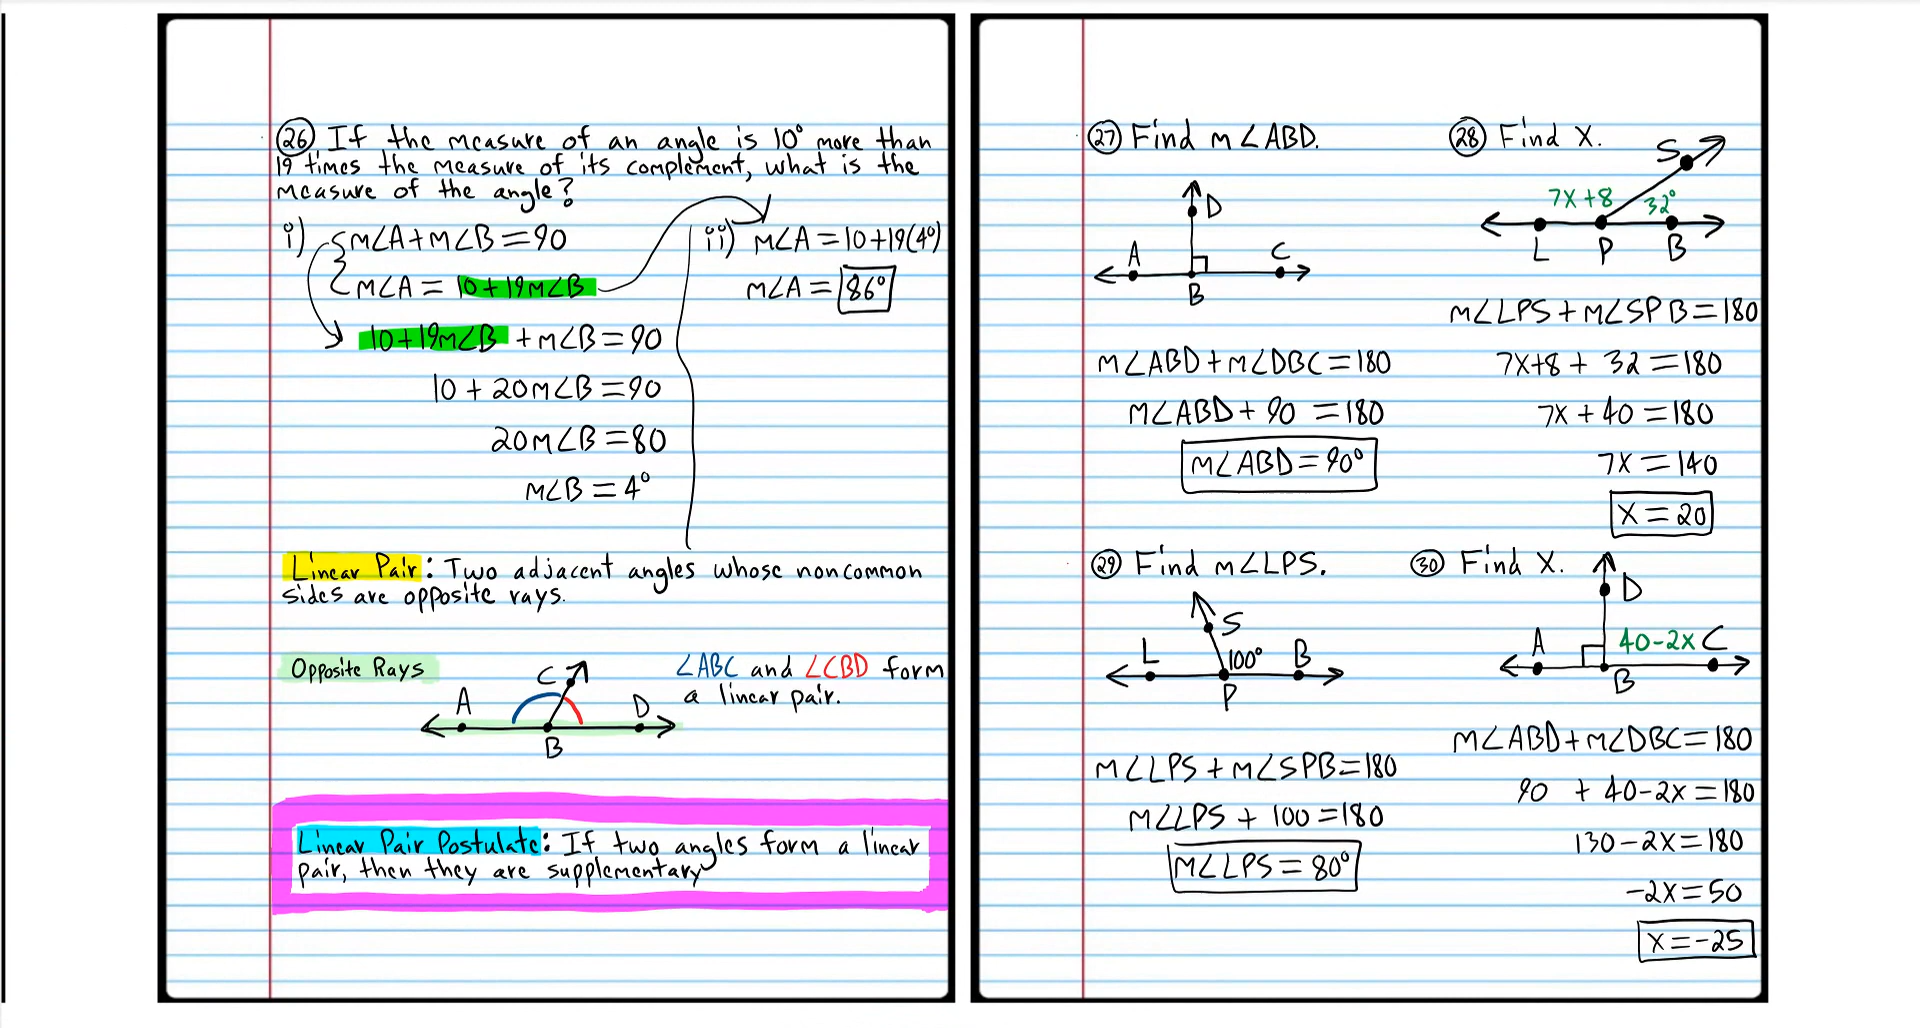 26 If the measure of an angle is 10° more than
19 times the measure of its complement, what is the
measure of the angle?
i) m∠A+m∠B=90
m∠A = 10+19m∠B
10+19m∠B +m∠B=90
10+20m∠B=90
20m∠B=80
m∠B=4°
ii) m∠A=10+19(4°)
m∠A= 86°
Linear Pair: Two adjacent angles whose noncommon
sides are opposite rays.
Opposite Rays
A
C
B
D
∠ABC and ∠CBD form
a linear pair.
Linear Pair Postulate: If two angles form a linear
pair, then they are supplementary
27 Find m∠ABD.
D
A
B
C
m∠ABD+m∠DBC=180
m∠ABD+90=180
m∠ABD=90°
28 Find X.
S
7x+8
32°
L
P
B
m∠LPS+m∠SPB=180
7x+8+32=180
7x+40=180
7x=140
x=20
29 Find m∠LPS.
S
L
100°
B
P
m∠LPS+m∠SPB=180
m∠LPS+100=180
m∠LPS=80°
30 Find X.
D
A
40-2x
C
B
m∠ABD+m∠DBC=180
90+40-2x=180
130-2x=180
-2x=50
x=-25